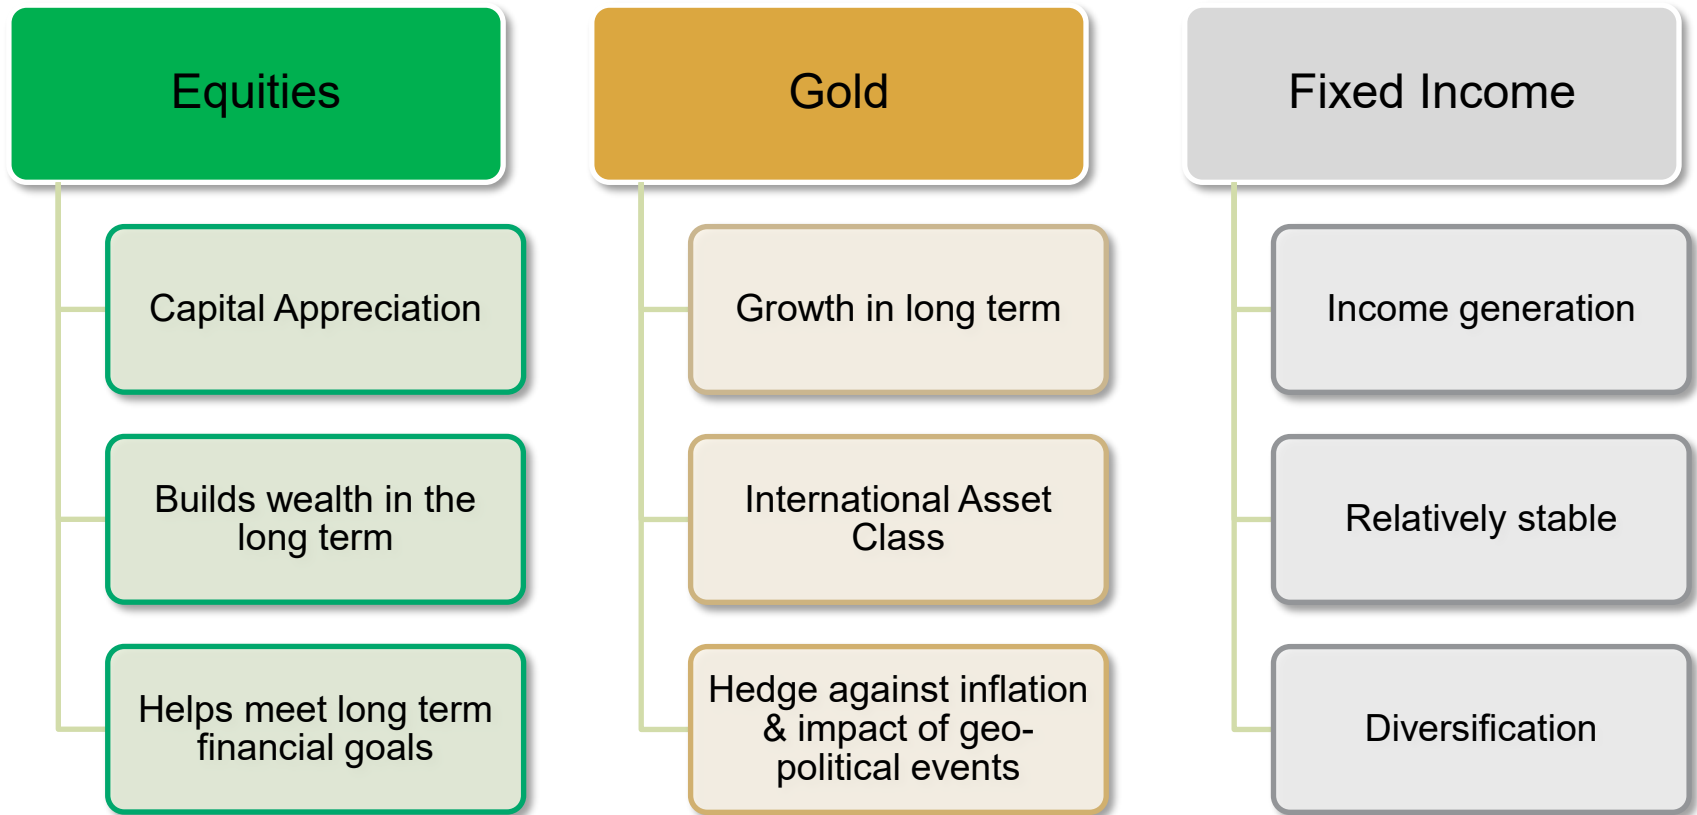 Equities
Capital Appreciation
Builds wealth in the
long term
Helps meet long term
financial goals
Gold
Growth in long term
International Asset
Class
Hedge against inflation
& impact of geo-
political events
Fixed Income
Income generation
Relatively stable
Diversification